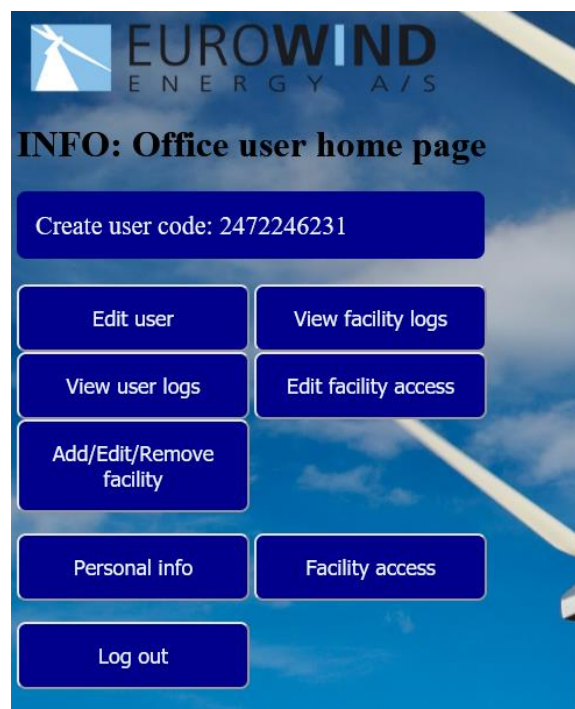 EUROWIND
ENERGY A/S
INFO: Office user home page
Create user code: 2472246231
Edit user
View facility logs
View user logs
Edit facility access
Add/Edit/Remove
facility
Personal info
Facility access
Log out